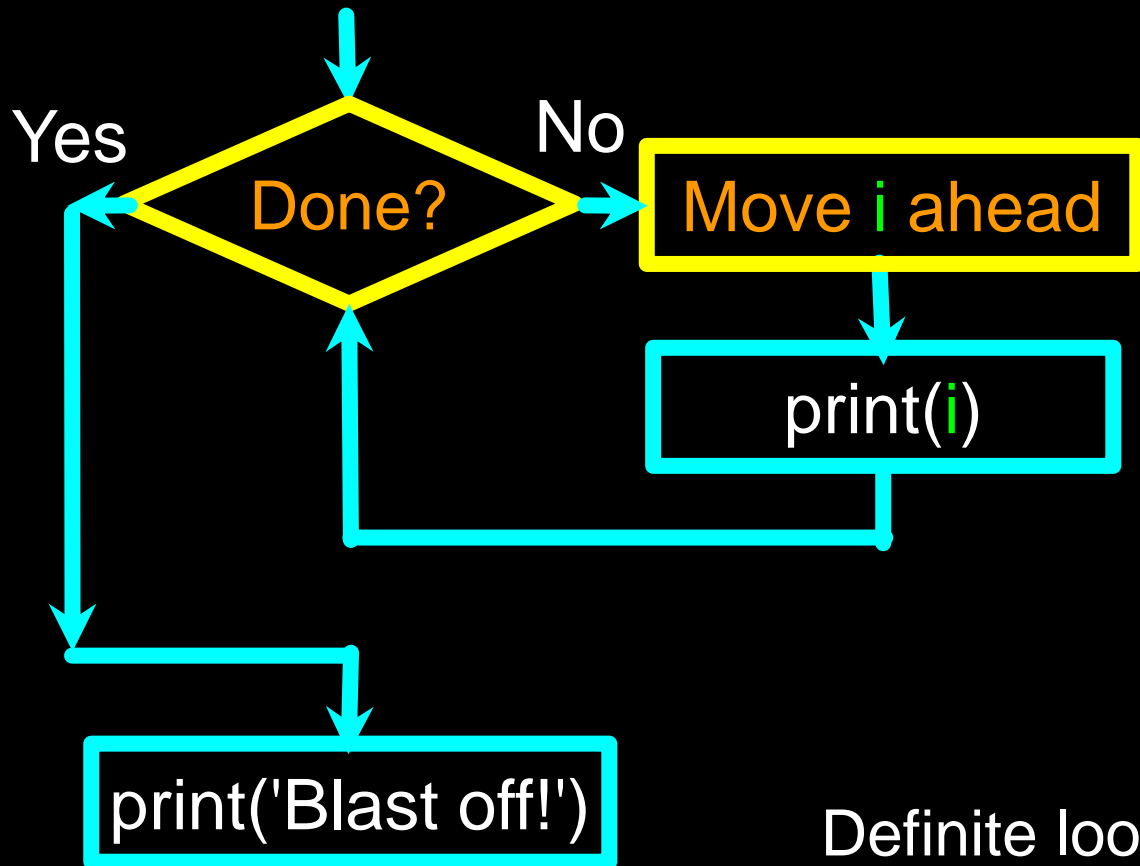 Yes
No
Done?
Move i ahead
print(i)
print('Blast off!')
Definite loo